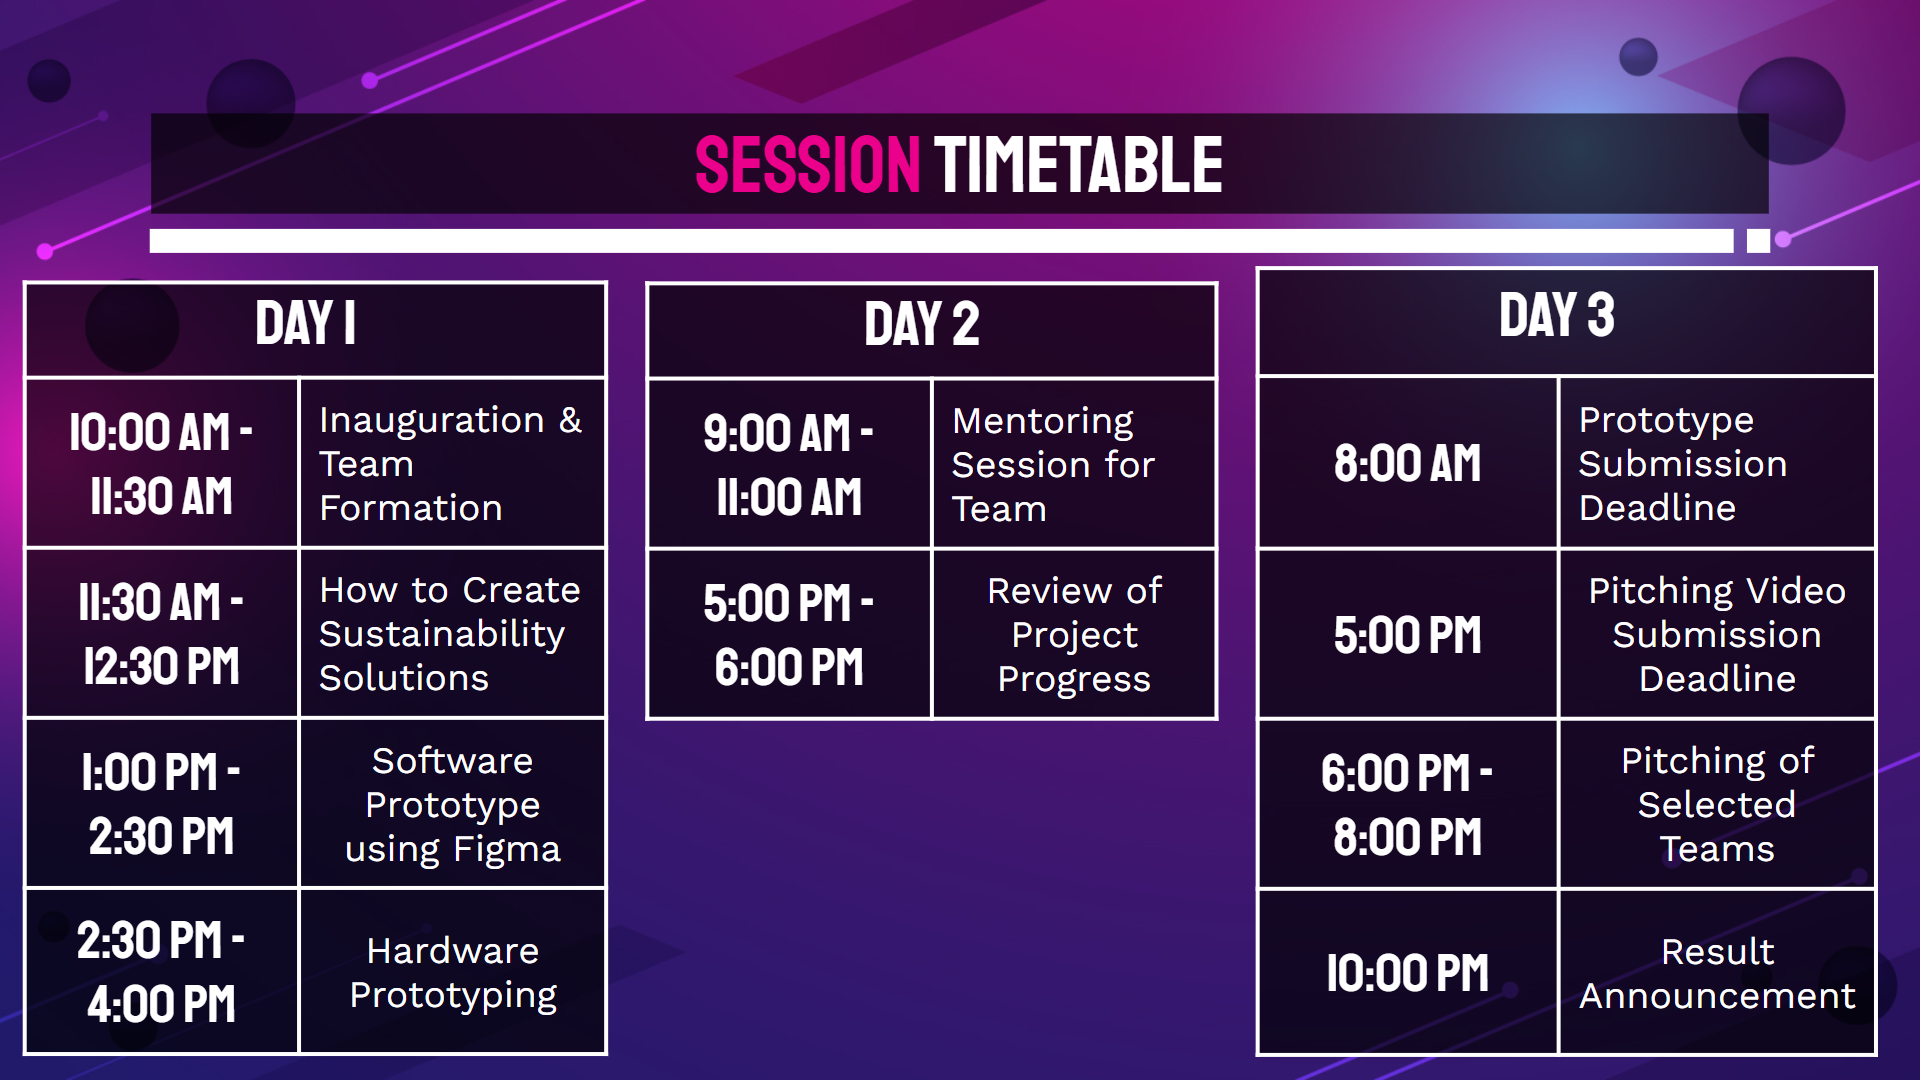 SESSION TIMETABLE
DAY 1
10:00 AM -
11:30 AM
Inauguration &
Team
Formation
11:30 AM -
12:30 PM
How to Create
Sustainability
Solutions
1:00 PM -
2:30 PM
Software
Prototype
using Figma
2:30 PM -
4:00 PM
Hardware
Prototyping
DAY 2
9:00 AM -
11:00 AM
Mentoring
Session for
Team
5:00 PM -
6:00 PM
Review of
Project
Progress
DAY 3
8:00 AM
Prototype
Submission
Deadline
5:00 PM
Pitching Video
Submission
Deadline
6:00 PM -
8:00 PM
Pitching of
Selected
Teams
10:00 PM
Result
Announcement